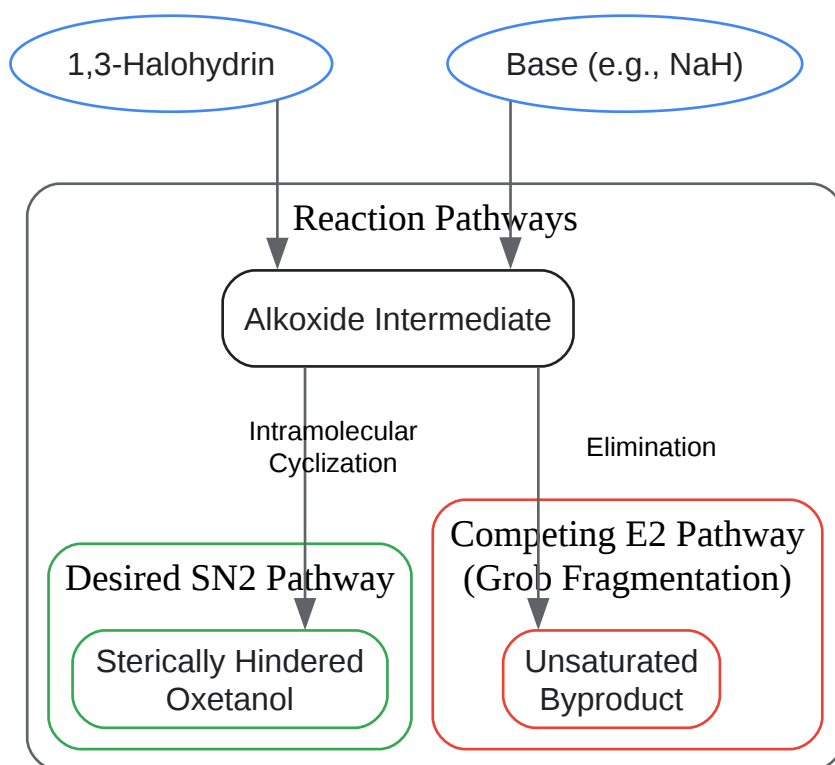 1,3-Halohydrin
Base (e.g., NaH)
Reaction Pathways
Alkoxide Intermediate
Intramolecular
Cyclization
Elimination
Desired SN2 Pathway
Sterically Hindered
Oxetanol
Competing E2 Pathway
(Grob Fragmentation)
Unsaturated
Byproduct